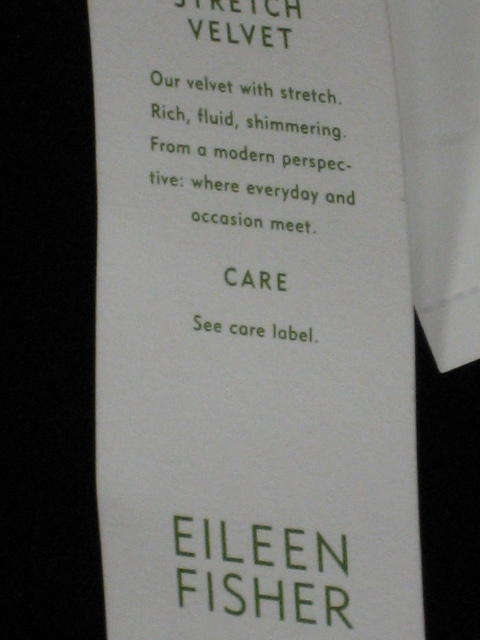 STRETCH
VELVET
Our velvet with stretch.
Rich, fluid, shimmering.
From a modern perspec-
tive: where everyday and
occasion meet.
CARE
See care label.
EILEEN
FISHER